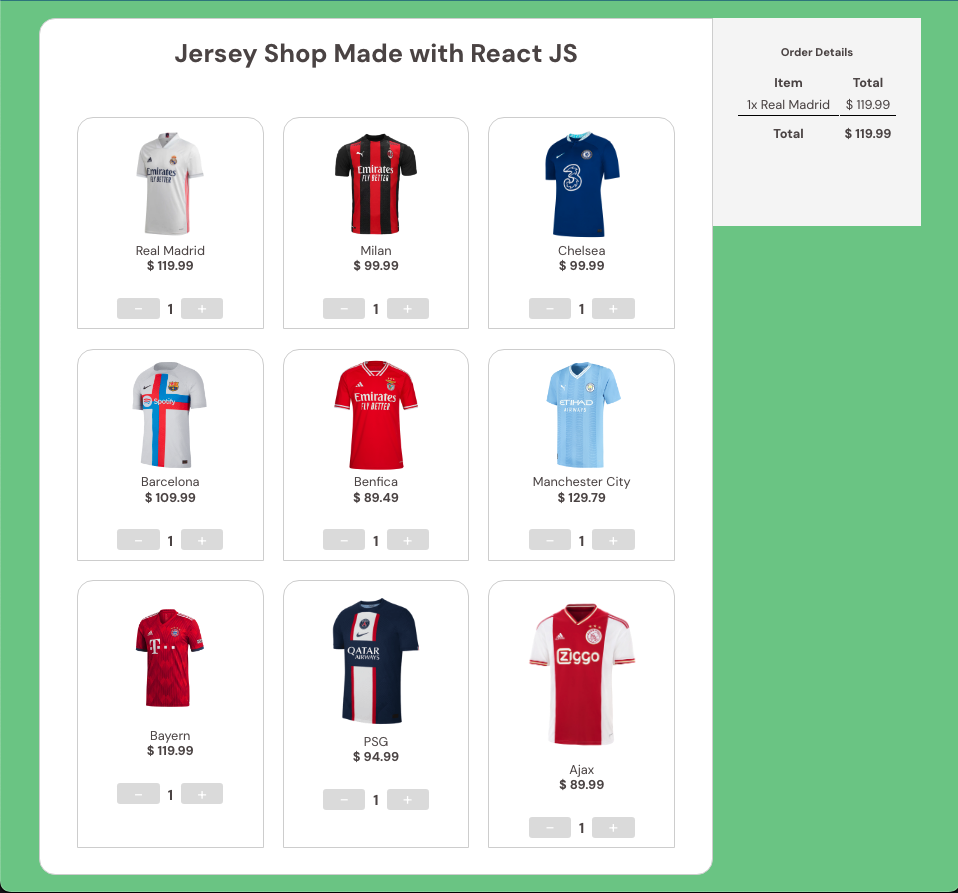 Jersey Shop Made with React JS
Order Details
Item Total
1x Real Madrid $ 119.99
Total $ 119.99
Emirates
FLY BETTER
Real Madrid
$ 119.99
− 1 +
Emirates
FLY BETTER
Milan
$ 99.99
− 1 +
3
Chelsea
$ 99.99
− 1 +
Spotify
Barcelona
$ 109.99
− 1 +
Emirates
FLY BETTER
Benfica
$ 89.49
− 1 +
ETIHAD
AIRWAYS
Manchester City
$ 129.79
− 1 +
T
Bayern
$ 119.99
− 1 +
QATAR
AIRWAYS
PSG
$ 94.99
− 1 +
Ziggo
Ajax
$ 89.99
− 1 +